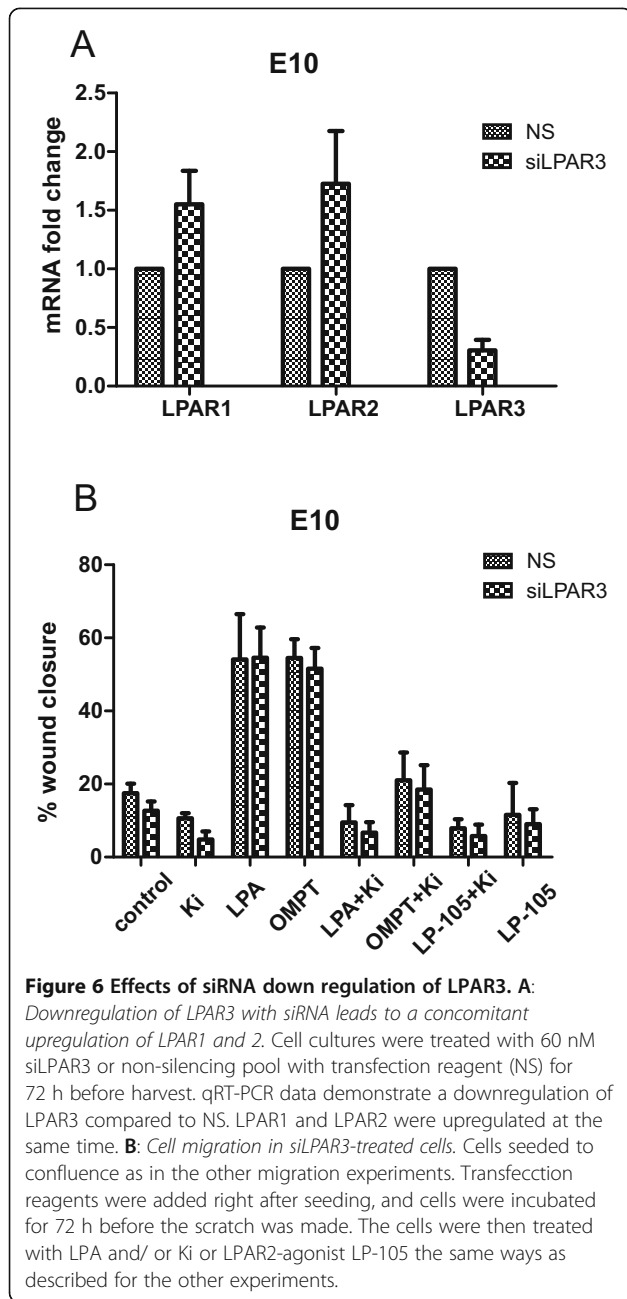 A
E10
mRNA fold change
2.5
2.0
1.5
1.0
0.5
0.0
NS
siLPAR3
LPAR1 LPAR2 LPAR3
B
E10
% wound closure
80
60
40
20
0
NS
siLPAR3
control Ki LPA OMPT LPA+Ki OMPT+Ki LP-105+Ki LP-105
Figure 6 Effects of siRNA down regulation of LPAR3. A:
Downregulation of LPAR3 with siRNA leads to a concomitant
upregulation of LPAR1 and 2. Cell cultures were treated with 60 nM
siLPAR3 or non-silencing pool with transfection reagent (NS) for
72 h before harvest. qRT-PCR data demonstrate a downregulation of
LPAR3 compared to NS. LPAR1 and LPAR2 were upregulated at the
same time. B: Cell migration in siLPAR3-treated cells. Cells seeded to
confluence as in the other migration experiments. Transfecction
reagents were added right after seeding, and cells were incubated
for 72 h before the scratch was made. The cells were then treated
with LPA and/ or Ki or LPAR2-agonist LP-105 the same ways as
described for the other experiments.